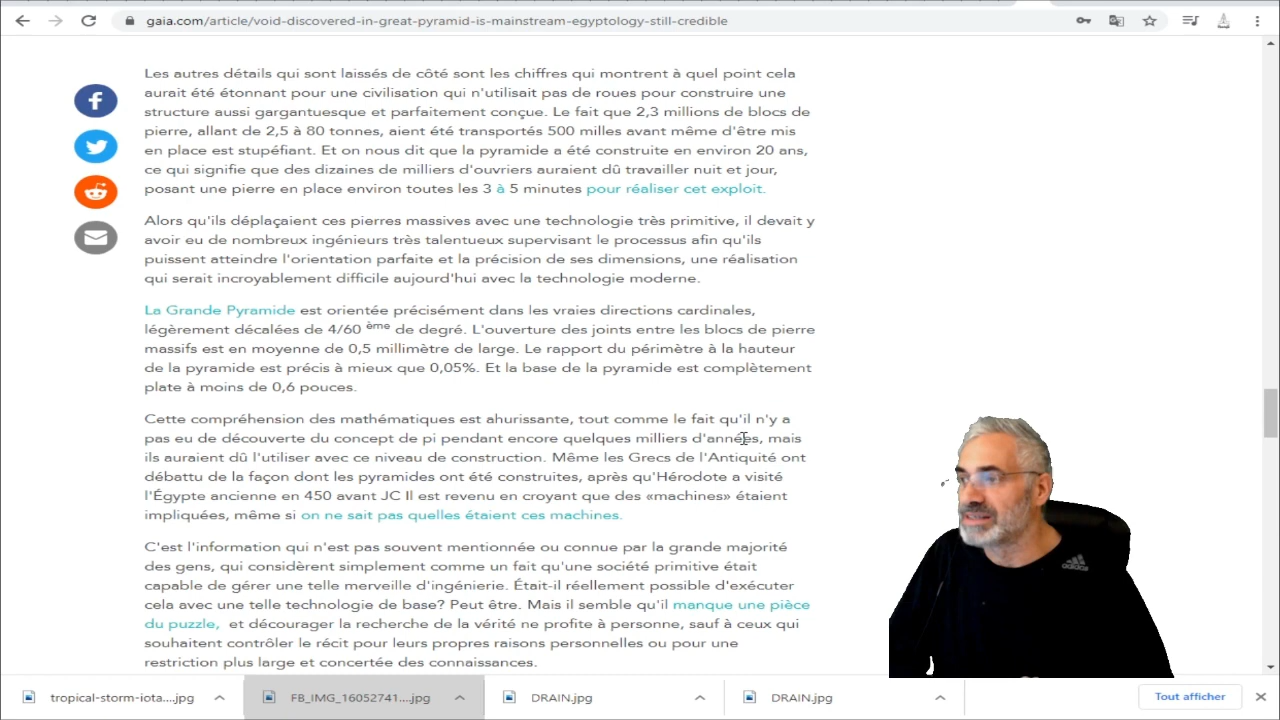 gaia.com/article/void-discovered-in-great-pyramid-is-mainstream-egyptology-still-credible
Les autres détails qui sont laissés de côté sont les chiffres qui montrent à quel point cela
aurait été étonnant pour une civilisation qui n'utilisait pas de roues pour construire une
structure aussi gargantuesque et parfaitement conçue. Le fait que 2,3 millions de blocs de
pierre, allant de 2,5 à 80 tonnes, aient été transportés 500 milles avant même d'être mis
en place est stupéfiant. Et on nous dit que la pyramide a été construite en environ 20 ans,
ce qui signifie que des dizaines de milliers d'ouvriers auraient dû travailler nuit et jour,
posant une pierre en place environ toutes les 3 à 5 minutes pour réaliser cet exploit.
Alors qu'ils déplaçaient ces pierres massives avec une technologie très primitive, il devait y
avoir eu de nombreux ingénieurs très talentueux supervisant le processus afin qu'ils
puissent atteindre l'orientation parfaite et la précision de ses dimensions, une réalisation
qui serait incroyablement difficile aujourd'hui avec la technologie moderne.
La Grande Pyramide est orientée précisément dans les vraies directions cardinales,
légèrement décalées de 4/60 ème de degré. L'ouverture des joints entre les blocs de pierre
massifs est en moyenne de 0,5 millimètre de large. Le rapport du périmètre à la hauteur
de la pyramide est précis à mieux que 0,05%. Et la base de la pyramide est complètement
plate à moins de 0,6 pouces.
Cette compréhension des mathématiques est ahurissante, tout comme le fait qu'il n'y a
pas eu de découverte du concept de pi pendant encore quelques milliers d'années, mais
ils auraient dû l'utiliser avec ce niveau de construction. Même les Grecs de l'Antiquité ont
débattu de la façon dont les pyramides ont été construites, après qu'Hérodote a visité
l'Égypte ancienne en 450 avant JC Il est revenu en croyant que des «machines» étaient
impliquées, même si on ne sait pas quelles étaient ces machines.
C'est l'information qui n'est pas souvent mentionnée ou connue par la grande majorité
des gens, qui considèrent simplement comme un fait qu'une société primitive était
capable de gérer une telle merveille d'ingénierie. Était-il réellement possible d'exécuter
cela avec une telle technologie de base? Peut être. Mais il semble qu'il manque une pièce
du puzzle, et décourager la recherche de la vérité ne profite à personne, sauf à ceux qui
souhaitent contrôler le récit pour leurs propres raisons personnelles ou pour une
restriction plus large et concertée des connaissances.
adidas
tropical-storm-iota....jpg FB_IMG_16052741....jpg DRAIN.jpg DRAIN.jpg Tout afficher